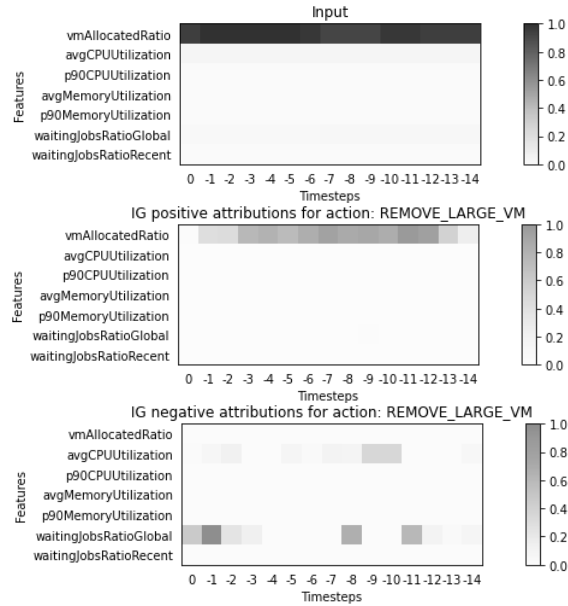 Input
Features
vmAllocatedRatio
avgCPUUtilization
p90CPUUtilization
avgMemoryUtilization
p90MemoryUtilization
waitingJobsRatioGlobal
waitingJobsRatioRecent
0 -1 -2 -3 -4 -5 -6 -7 -8 -9 -10 -11 -12 -13 -14
Timesteps
1.0
0.8
0.6
0.4
0.2
0.0
IG positive attributions for action: REMOVE_LARGE_VM
Features
vmAllocatedRatio
avgCPUUtilization
p90CPUUtilization
avgMemoryUtilization
p90MemoryUtilization
waitingJobsRatioGlobal
waitingJobsRatioRecent
0 -1 -2 -3 -4 -5 -6 -7 -8 -9 -10 -11 -12 -13 -14
Timesteps
1.0
0.8
0.6
0.4
0.2
0.0
IG negative attributions for action: REMOVE_LARGE_VM
Features
vmAllocatedRatio
avgCPUUtilization
p90CPUUtilization
avgMemoryUtilization
p90MemoryUtilization
waitingJobsRatioGlobal
waitingJobsRatioRecent
0 -1 -2 -3 -4 -5 -6 -7 -8 -9 -10 -11 -12 -13 -14
Timesteps
1.0
0.8
0.6
0.4
0.2
0.0